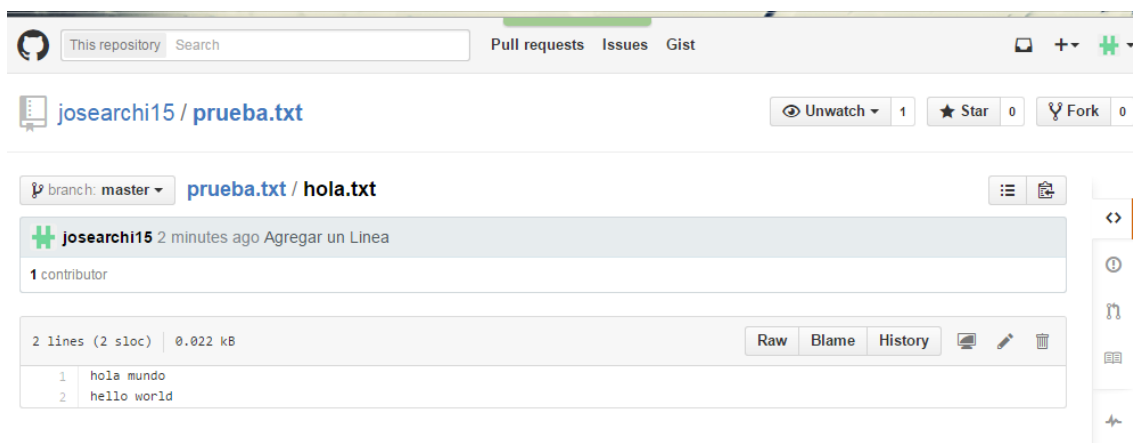 This repository Search Pull requests Issues Gist
josearchi15 / prueba.txt Unwatch 1 Star 0 Fork 0
branch: master prueba.txt / hola.txt
josearchi15 2 minutes ago Agregar un Linea
1 contributor
2 lines (2 sloc) 0.022 kB Raw Blame History
1 hola mundo
2 hello world